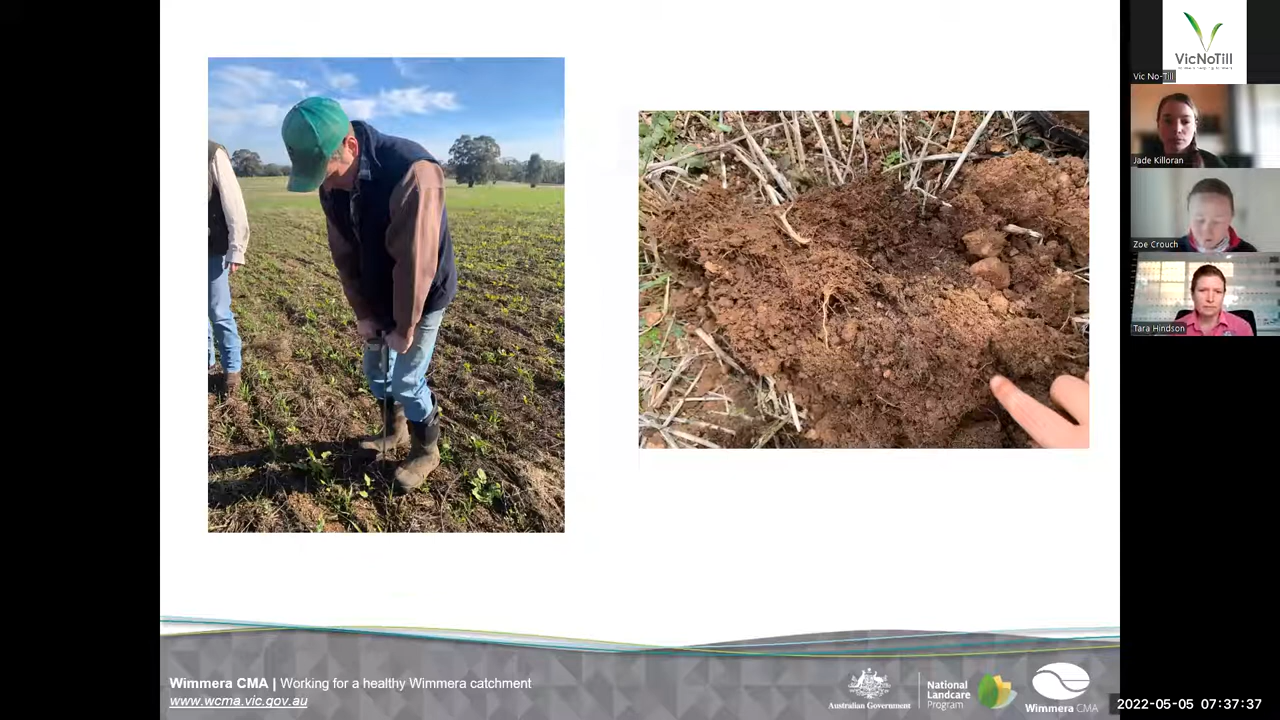 VicNoTill
Vic No-Till
Jade Killoran
Zoe Crouch
Tara Hindson
Wimmera CMA | Working for a healthy Wimmera catchment
www.wcma.vic.gov.au
Australian Government
National
Landcare
Program
Wimmera CMA
2022-05-05 07:37:37